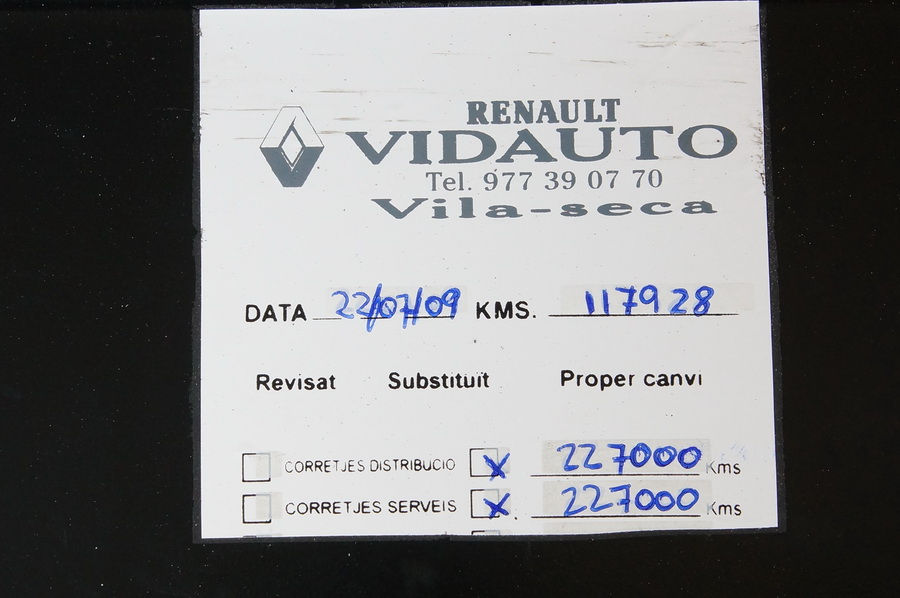 RENAULT
VIDAUTO
Tel. 977 39 07 70
Vila-seca
DATA 22/07/09 KMS. 117928
Revisat Substituït Proper canvi
CORRETJES DISTRIBUCIO X 227000 Kms
CORRETJES SERVEIS X 227000 Kms